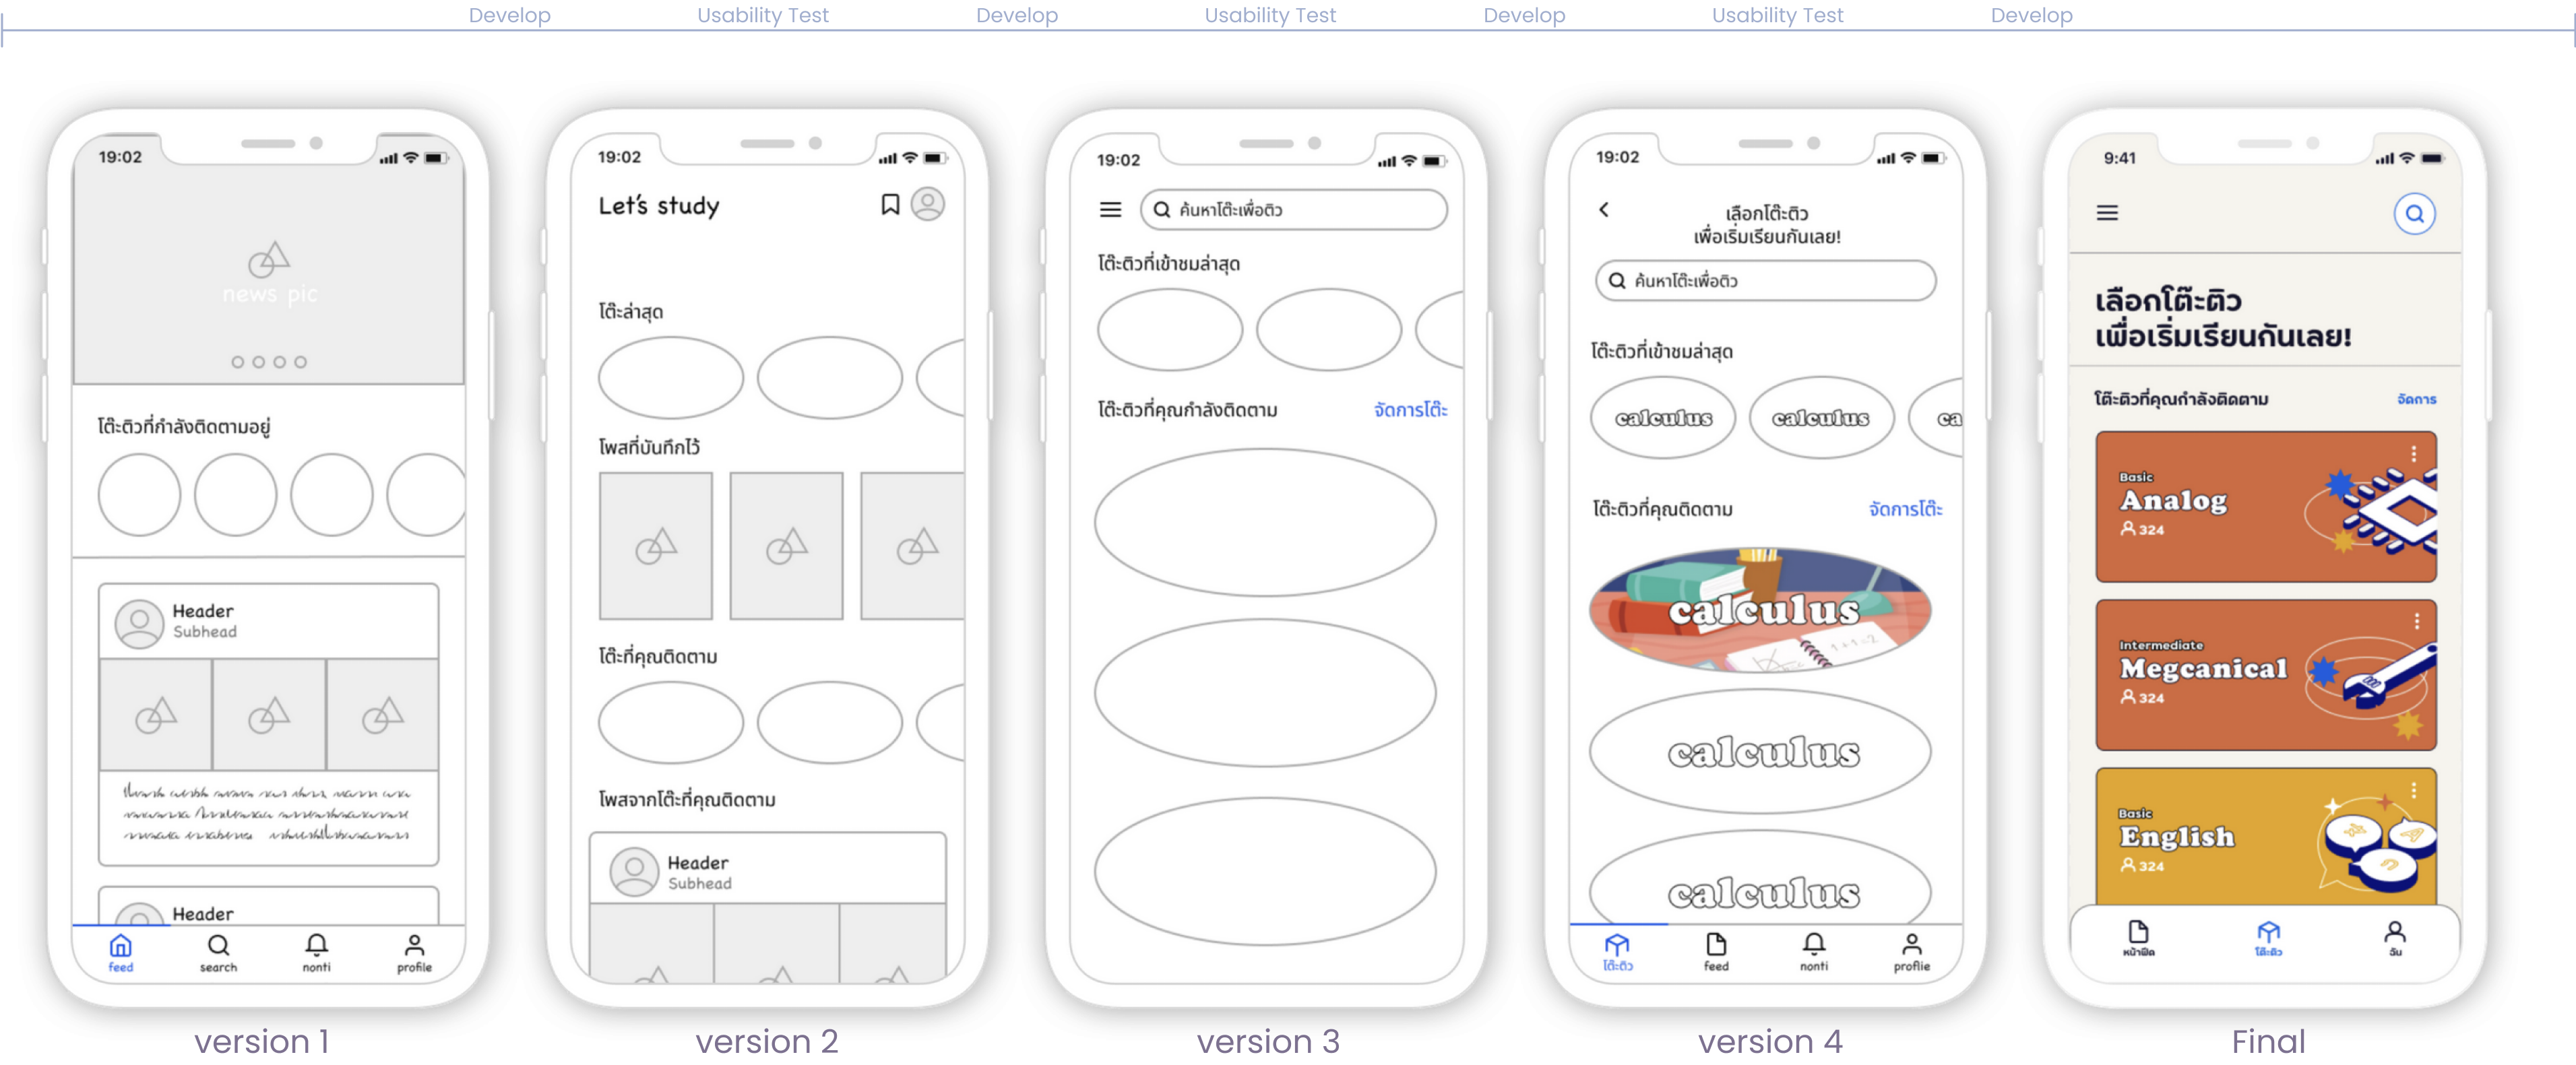 Develop
Usability Test
Develop
Usability Test
Develop
Usability Test
Develop
19:02
news pic
โต๊ะติวที่กำลังติดตามอยู่
Header
Subhead
Header
feed
search
nonti
profile
version 1
19:02
Let's study
โต๊ะล่าสุด
โพสที่บันทึกไว้
โต๊ะที่คุณติดตาม
โพสจากโต๊ะที่คุณติดตาม
Header
Subhead
version 2
19:02
ค้นหาโต๊ะเพื่อติว
โต๊ะติวที่เข้าชมล่าสุด
โต๊ะติวที่คุณกำลังติดตาม
จัดการโต๊ะ
version 3
19:02
เลือกโต๊ะติว
เพื่อเริ่มเรียนกันเลย!
ค้นหาโต๊ะเพื่อติว
โต๊ะติวที่เข้าชมล่าสุด
calculus
calculus
ca
โต๊ะติวที่คุณติดตาม
จัดการโต๊ะ
calculus
calculus
calculus
โต๊ะติว
feed
nonti
proflie
version 4
9:41
เลือกโต๊ะติว
เพื่อเริ่มเรียนกันเลย!
โต๊ะติวที่คุณกำลังติดตาม
จัดการ
Basic
Analog
324
Intermediate
Megcanical
324
Basic
English
324
หน้าฟีด
โต๊ะติว
ฉัน
Final